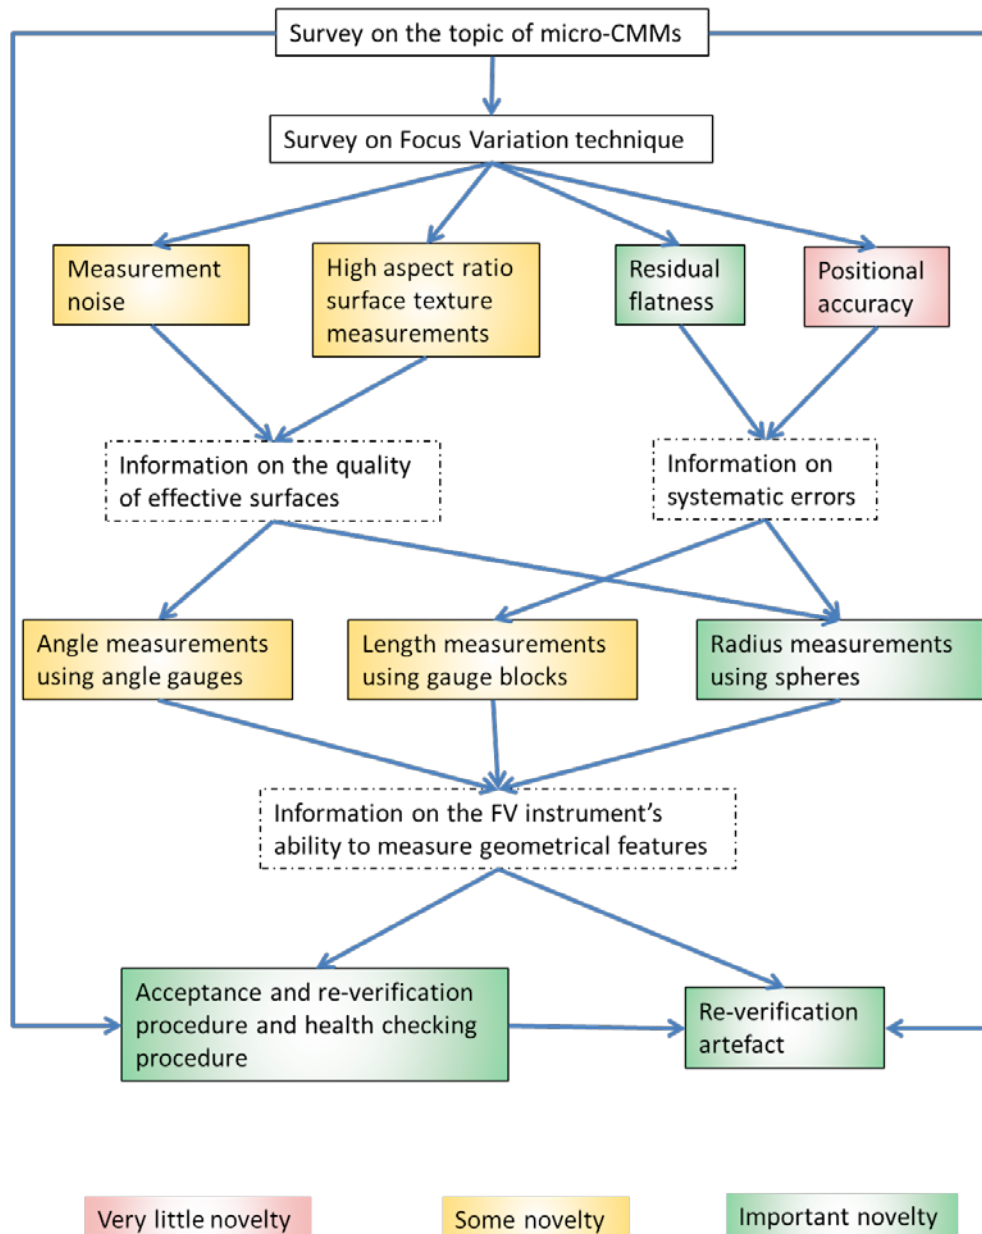 Survey on the topic of micro-CMMs
Survey on Focus Variation technique
Measurement
noise
High aspect ratio
surface texture
measurements
Residual
flatness
Positional
accuracy
Information on the quality
of effective surfaces
Information on
systematic errors
Angle measurements
using angle gauges
Length measurements
using gauge blocks
Radius measurements
using spheres
Information on the FV instrument's
ability to measure geometrical features
Acceptance and re-verification
procedure and health checking
procedure
Re-verification
artefact
Very little novelty
Some novelty
Important novelty